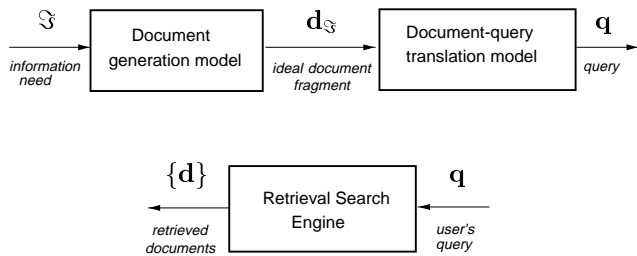 ℑ
information
need
Document
generation model
d_ℑ
ideal document
fragment
Document-query
translation model
q
query
{d}
retrieved
documents
Retrieval Search
Engine
q
user's
query